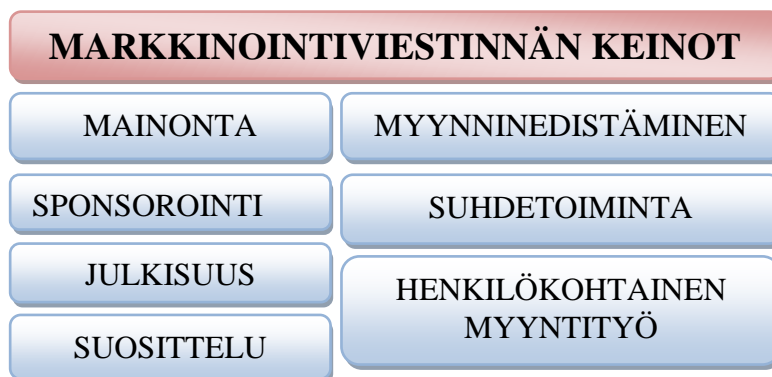 MARKKINOINTIVIESTINNÄN KEINOT
MAINONTA
MYYNNINEDISTÄMINEN
SPONSOROINTI
SUHDETOIMINTA
JULKISUUS
HENKILÖKOHTAINEN
MYYNTITYÖ
SUOSITTELU